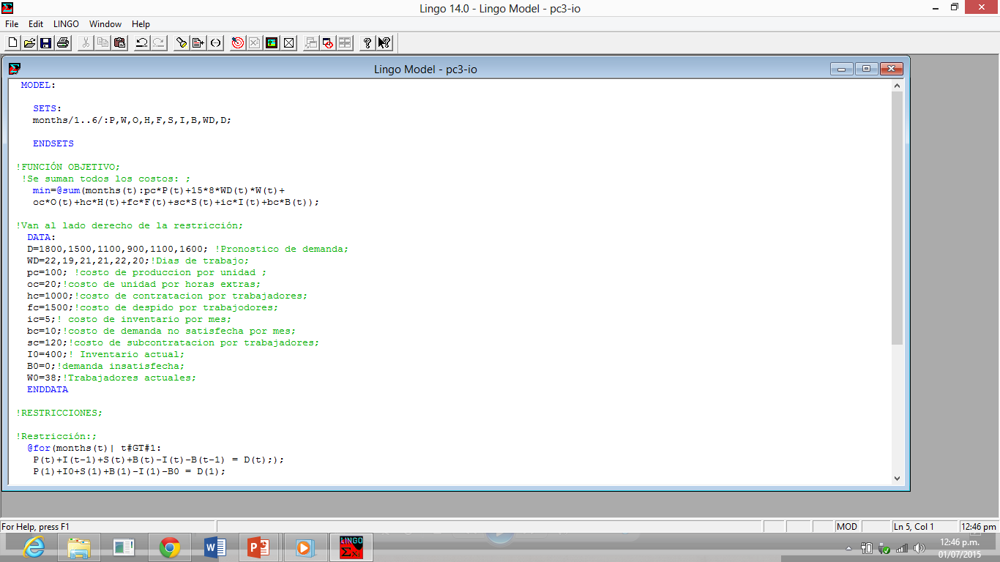 Lingo 14.0 - Lingo Model - pc3-io
File Edit LINGO Window Help
Lingo Model - pc3-io
MODEL:
SETS:
months/1..6/:P,W,O,H,F,S,I,B,WD,D;
ENDSETS
!FUNCIÓN OBJETIVO;
!Se suman todos los costos: ;
min=@sum(months(t):pc*P(t)+15*8*WD(t)*W(t)+
oc*O(t)+hc*H(t)+fc*F(t)+sc*S(t)+ic*I(t)+bc*B(t));
!Van al lado derecho de la restricción;
DATA:
D=1800,1500,1100,900,1100,1600; !Pronostico de demanda;
WD=22,19,21,21,22,20;!Dias de trabajo;
pc=100; !costo de produccion por unidad ;
oc=20;!costo de unidad por horas extras;
hc=1000;!costo de contratacion por trabajadores;
fc=1500;!costo de despido por trabajodores;
ic=5;! costo de inventario por mes;
bc=10;!costo de demanda no satisfecha por mes;
sc=120;!costo de subcontratacion por trabajadores;
I0=400;! Inventario actual;
B0=0;!demanda insatisfecha;
W0=38;!Trabajadores actuales;
ENDDATA
!RESTRICCIONES;
!Restricción:;
@for(months(t)| t#GT#1:
P(t)+I(t-1)+S(t)+B(t)-I(t)-B(t-1) = D(t););
P(1)+I0+S(1)+B(1)-I(1)-B0 = D(1);
For Help, press F1
MOD
Ln 5, Col 1
12:46 pm
LINGO
12:46 p.m.
01/07/2015